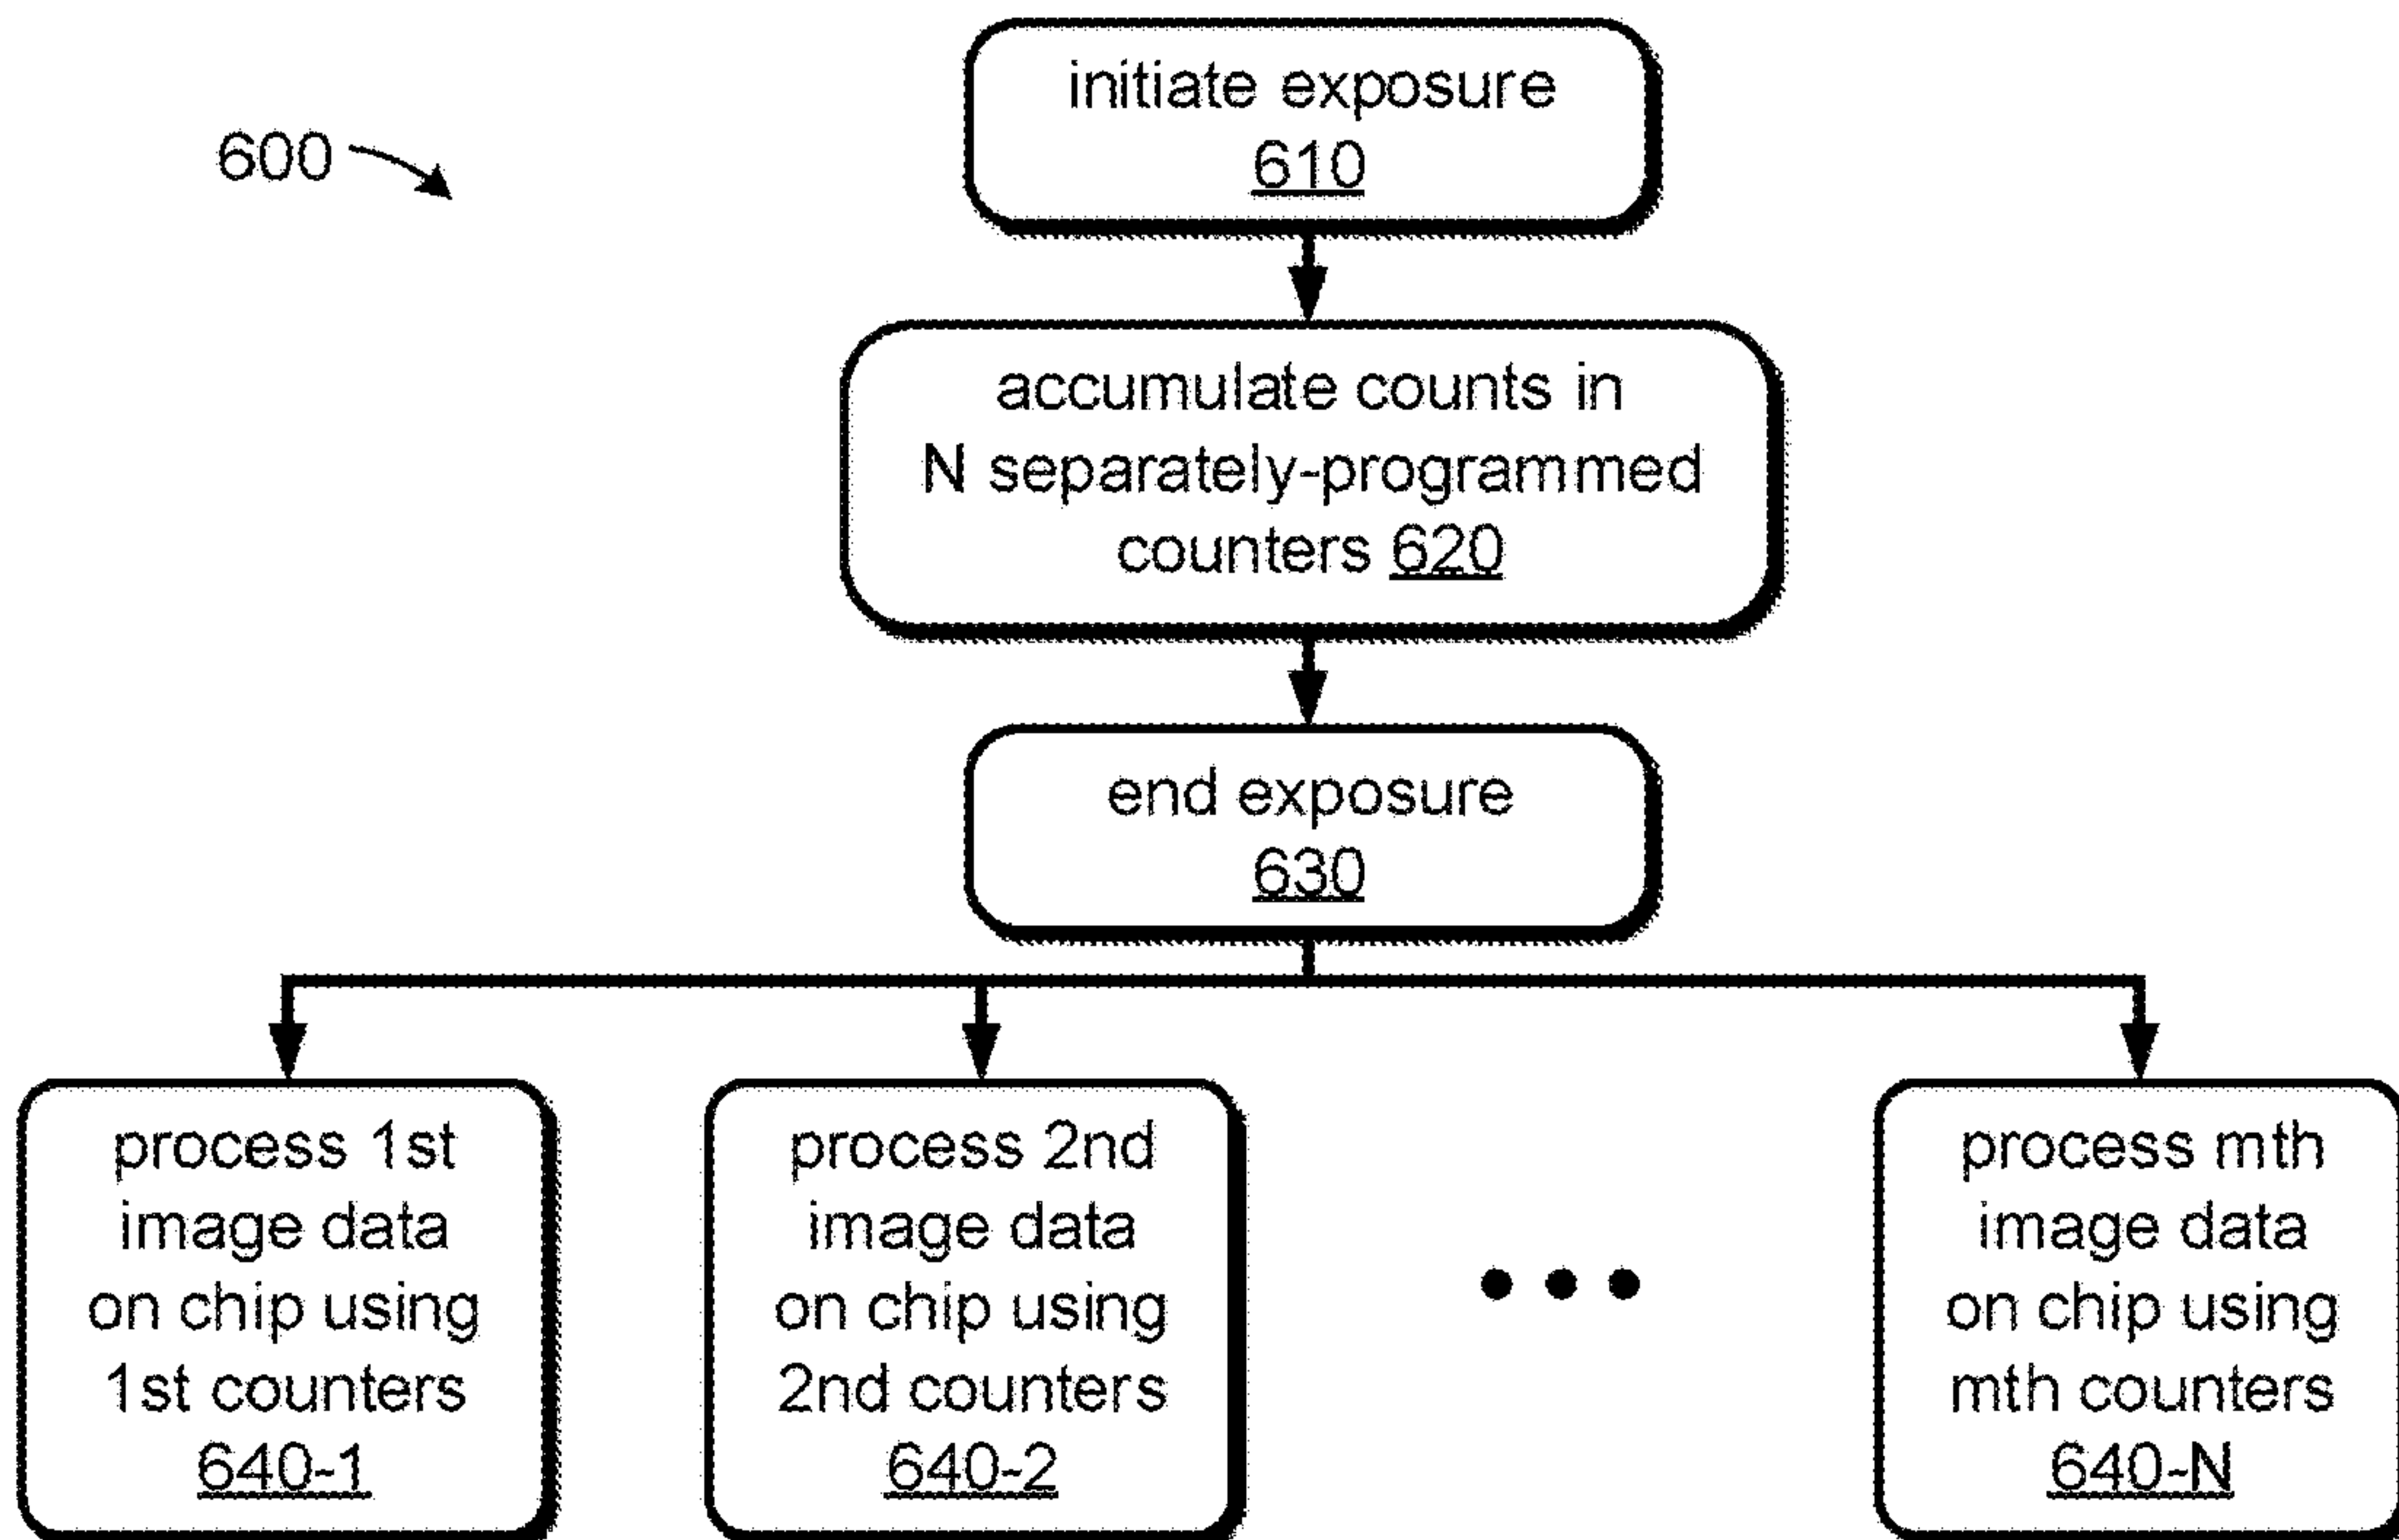 600
initiate exposure
610
accumulate counts in
N separately-programmed
counters 620
end exposure
630
process 1st
image data
on chip using
1st counters
640-1
process 2nd
image data
on chip using
2nd counters
640-2
process mth
image data
on chip using
mth counters
640-N